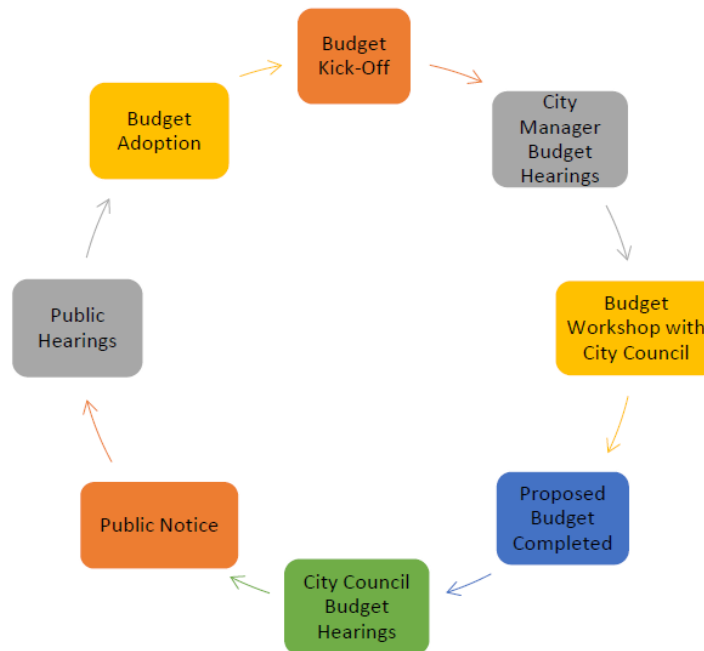 Budget
Kick-Off
City
Manager
Budget
Hearings
Budget
Workshop with
City Council
Proposed
Budget
Completed
City Council
Budget
Hearings
Public Notice
Public
Hearings
Budget
Adoption